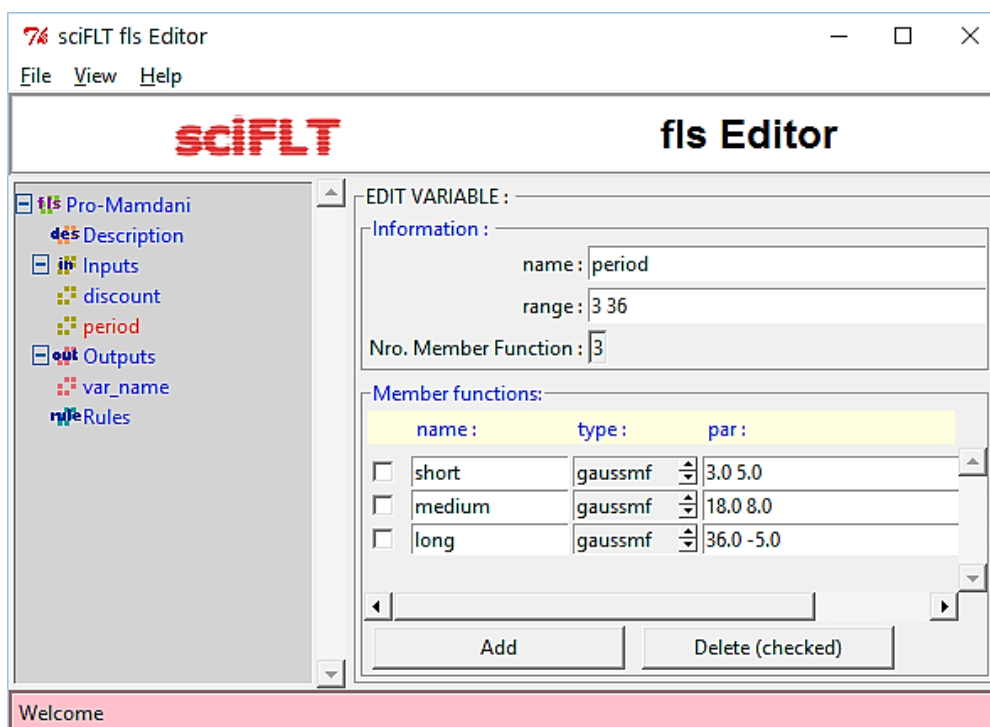 sciFLT fls Editor
File View Help
sciFLT fls Editor
fls Pro-Mamdani
des Description
in Inputs
discount
period
out Outputs
var_name
rule Rules
EDIT VARIABLE :
Information :
name : period
range : 3 36
Nro. Member Function : 3
Member functions:
name : type : par :
short gaussmf 3.0 5.0
medium gaussmf 18.0 8.0
long gaussmf 36.0 -5.0
Add Delete (checked)
Welcome